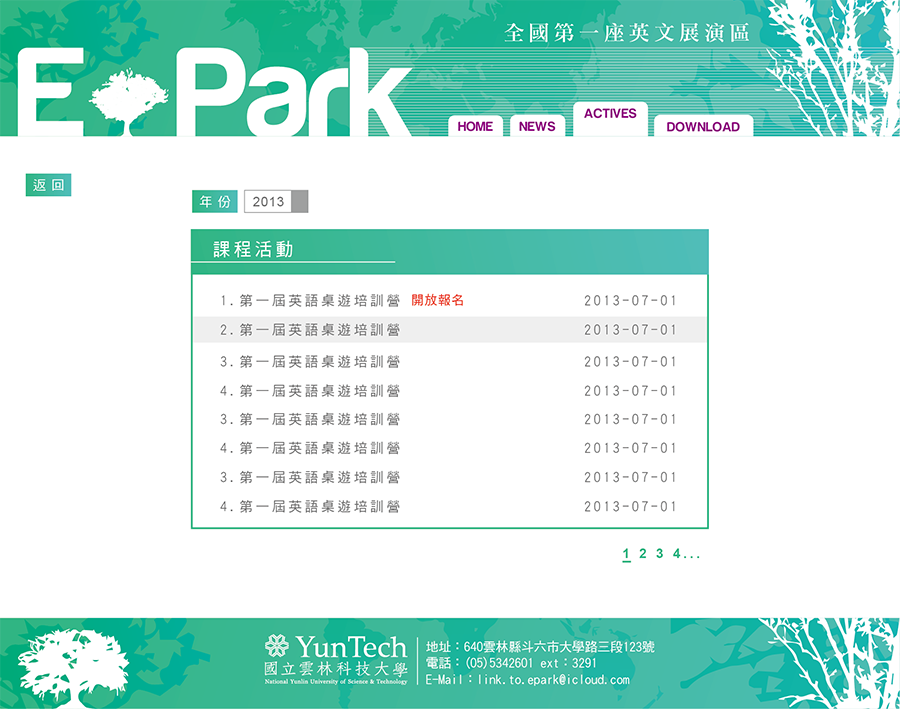 全國第一座英文展演區
E Park
HOME NEWS ACTIVES DOWNLOAD
返回
年份 2013
課程活動
1.第一屆英語桌遊培訓營 開放報名 2013-07-01
2.第一屆英語桌遊培訓營 2013-07-01
3.第一屆英語桌遊培訓營 2013-07-01
4.第一屆英語桌遊培訓營 2013-07-01
3.第一屆英語桌遊培訓營 2013-07-01
4.第一屆英語桌遊培訓營 2013-07-01
3.第一屆英語桌遊培訓營 2013-07-01
4.第一屆英語桌遊培訓營 2013-07-01
1 2 3 4...
YunTech
國立雲林科技大學
National Yunlin University of Science & Technology
地址：640雲林縣斗六市大學路三段123號
電話：(05)5342601 ext：3291
E-Mail：link.to.epark@icloud.com